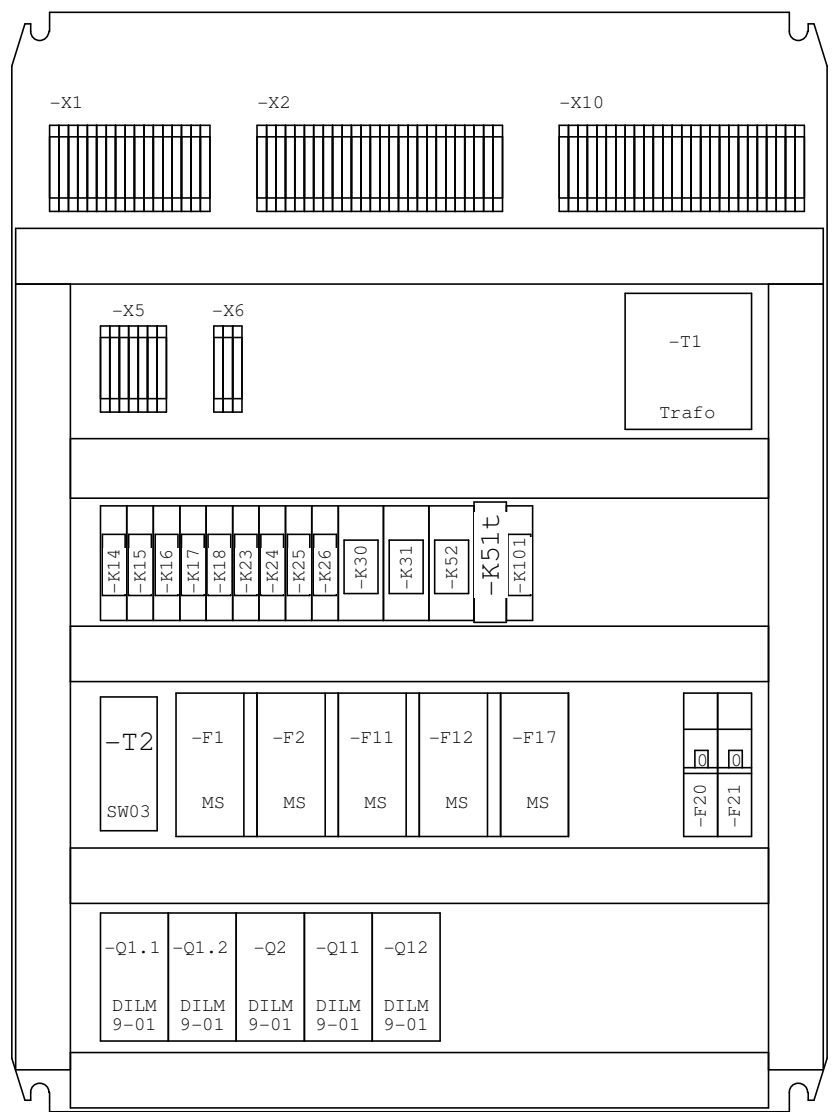 -X1 -X2 -X10
-X5 -X6
-T1
Trafo
-K14 -K15 -K16 -K17 -K18 -K23 -K24 -K25 -K26 -K30 -K31 -K52 -K51t -K101
-T2 -F1 -F2 -F11 -F12 -F17
0 0
-F20 -F21
SW03 MS MS MS MS MS
-Q1.1 -Q1.2 -Q2 -Q11 -Q12
DILM DILM DILM DILM DILM
9-01 9-01 9-01 9-01 9-01